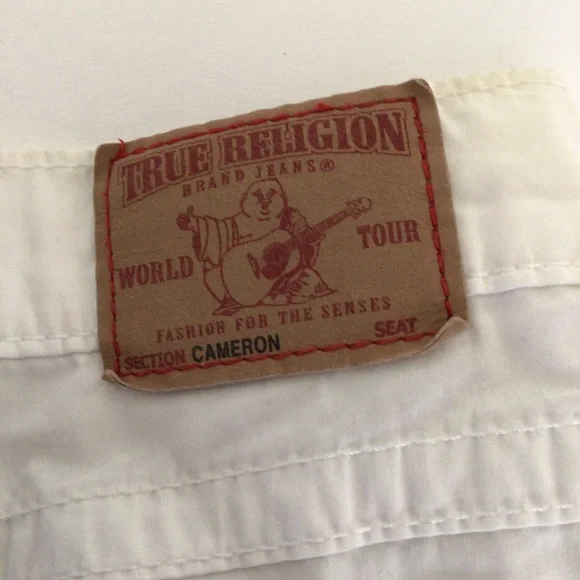 TRUE RELIGION
BRAND JEANS®
WORLD TOUR
FASHION FOR THE SENSES
SECTION CAMERON SEAT